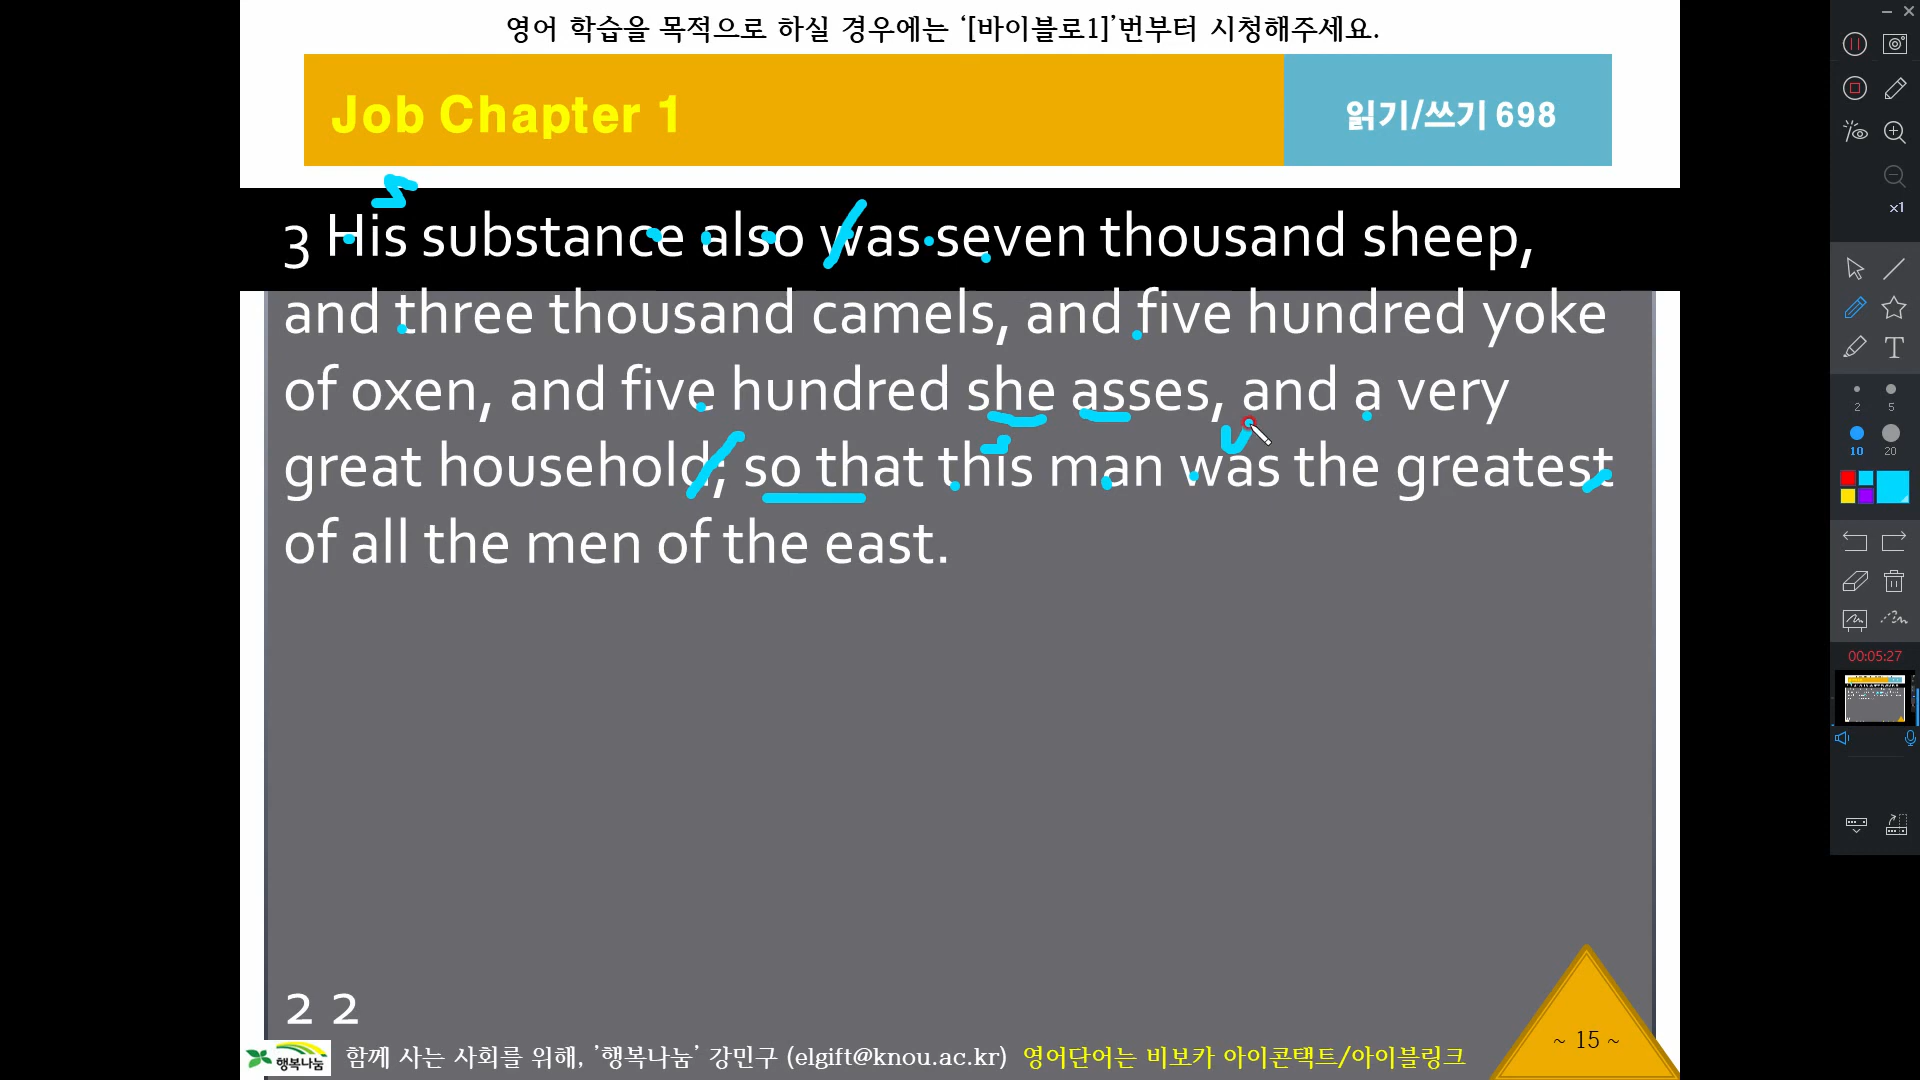 영어 학습을 목적으로 하실 경우에는 ‘[바이블로1]’번부터 시청해주세요.
Job Chapter 1
읽기/쓰기 698
3 His substance also was seven thousand sheep,
and three thousand camels, and five hundred yoke
of oxen, and five hundred she asses, and a very
great household; so that this man was the greatest
of all the men of the east.
2 2
행복나눔 함께 사는 사회를 위해, ’행복나눔’ 강민구 (elgift@knou.ac.kr) 영어단어는 비보카 아이콘택트/아이블링크
~ 15 ~
x1
T
2 5
10 20
00:05:27